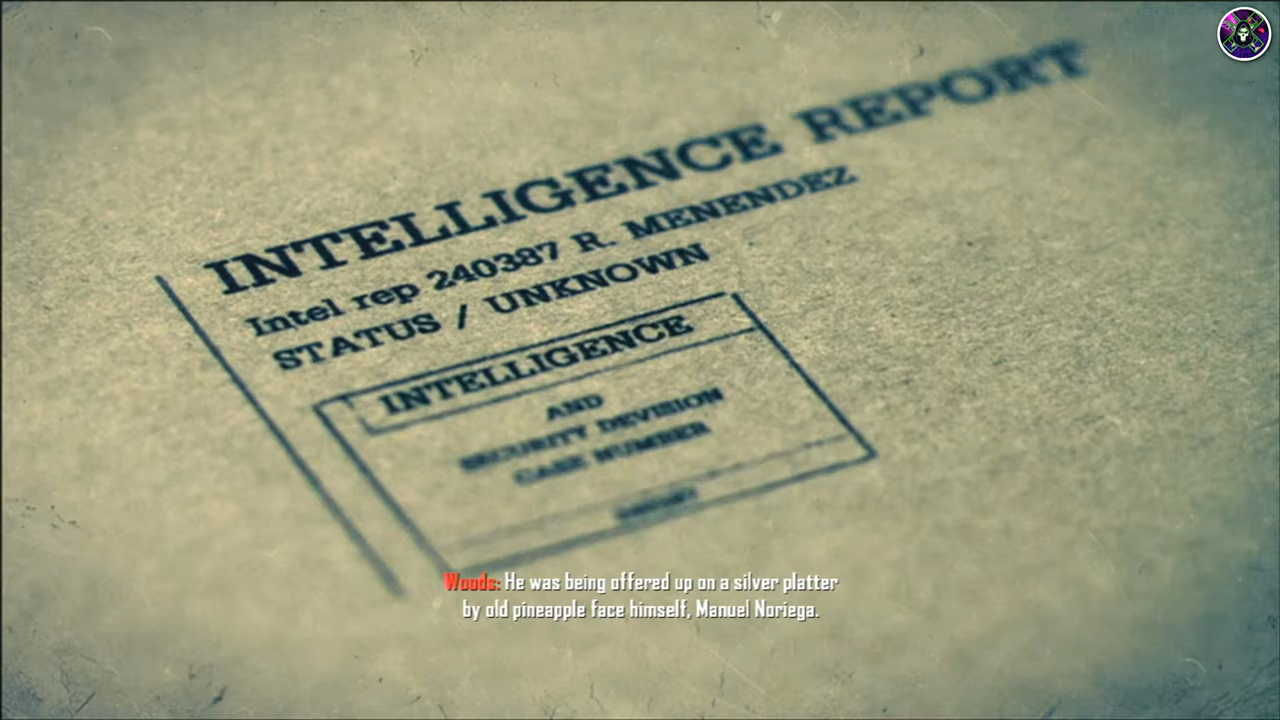 INTELLIGENCE REPORT
Intel rep 240387 R. MENENDEZ
STATUS / UNKNOWN
INTELLIGENCE
AND
SECURITY DEVISION
CASE NUMBER
Woods: He was being offered up on a silver platter
by old pineapple face himself, Manuel Noriega.